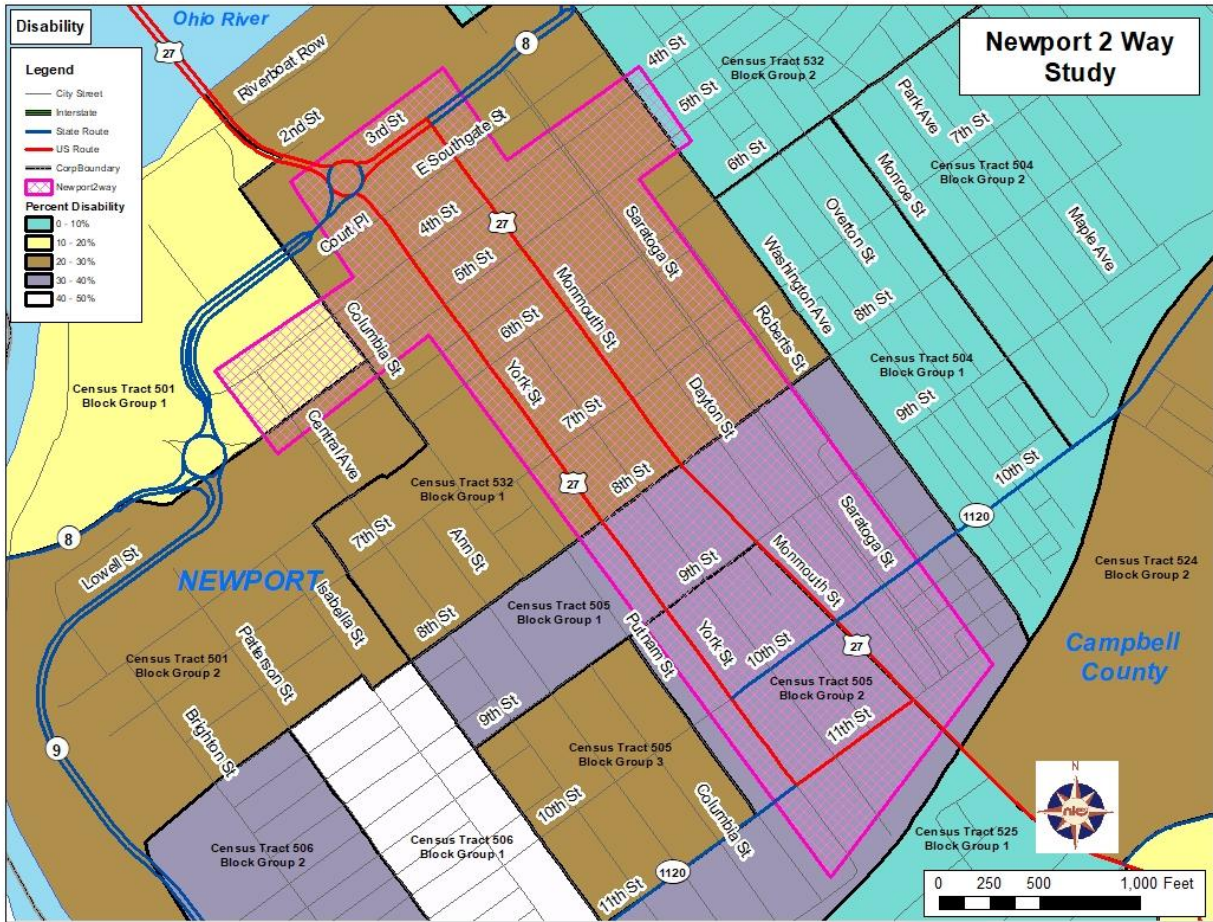 Disability
Ohio River
Newport 2 Way
Study
Legend
City Street
Interstate
State Route
US Route
CorpBoundary
Newport2way
Percent Disability
0 - 10%
10 - 20%
20 - 30%
30 - 40%
40 - 50%
27
8
Riverboat Row
2nd St
3rd St
E Southgate St
4th St
5th St
6th St
Census Tract 532
Block Group 2
Park Ave
7th St
Monroe St
Census Tract 504
Block Group 2
Maple Ave
Court Pl
4th St
27
5th St
Saratoga St
Overton St
Washington Ave
8th St
Columbia St
6th St
Monmouth St
Roberts St
Census Tract 504
Block Group 1
9th St
Census Tract 501
Block Group 1
York St
7th St
Dayton St
10th St
Central Ave
Census Tract 532
Block Group 1
27
8th St
1120
8
7th St
Ann St
Saratoga St
Lowell St
NEWPORT
Isabella St
8th St
9th St
Monmouth St
Census Tract 524
Block Group 2
Census Tract 505
Block Group 1
Putnam St
York St
10th St
27
Campbell
County
Census Tract 501
Block Group 2
Patterson St
Census Tract 505
Block Group 2
9th St
11th St
Brighton St
9
Census Tract 505
Block Group 3
10th St
Columbia St
N
Census Tract 506
Block Group 2
Census Tract 506
Block Group 1
Census Tract 525
Block Group 1
1120
11th St
0 250 500 1,000 Feet